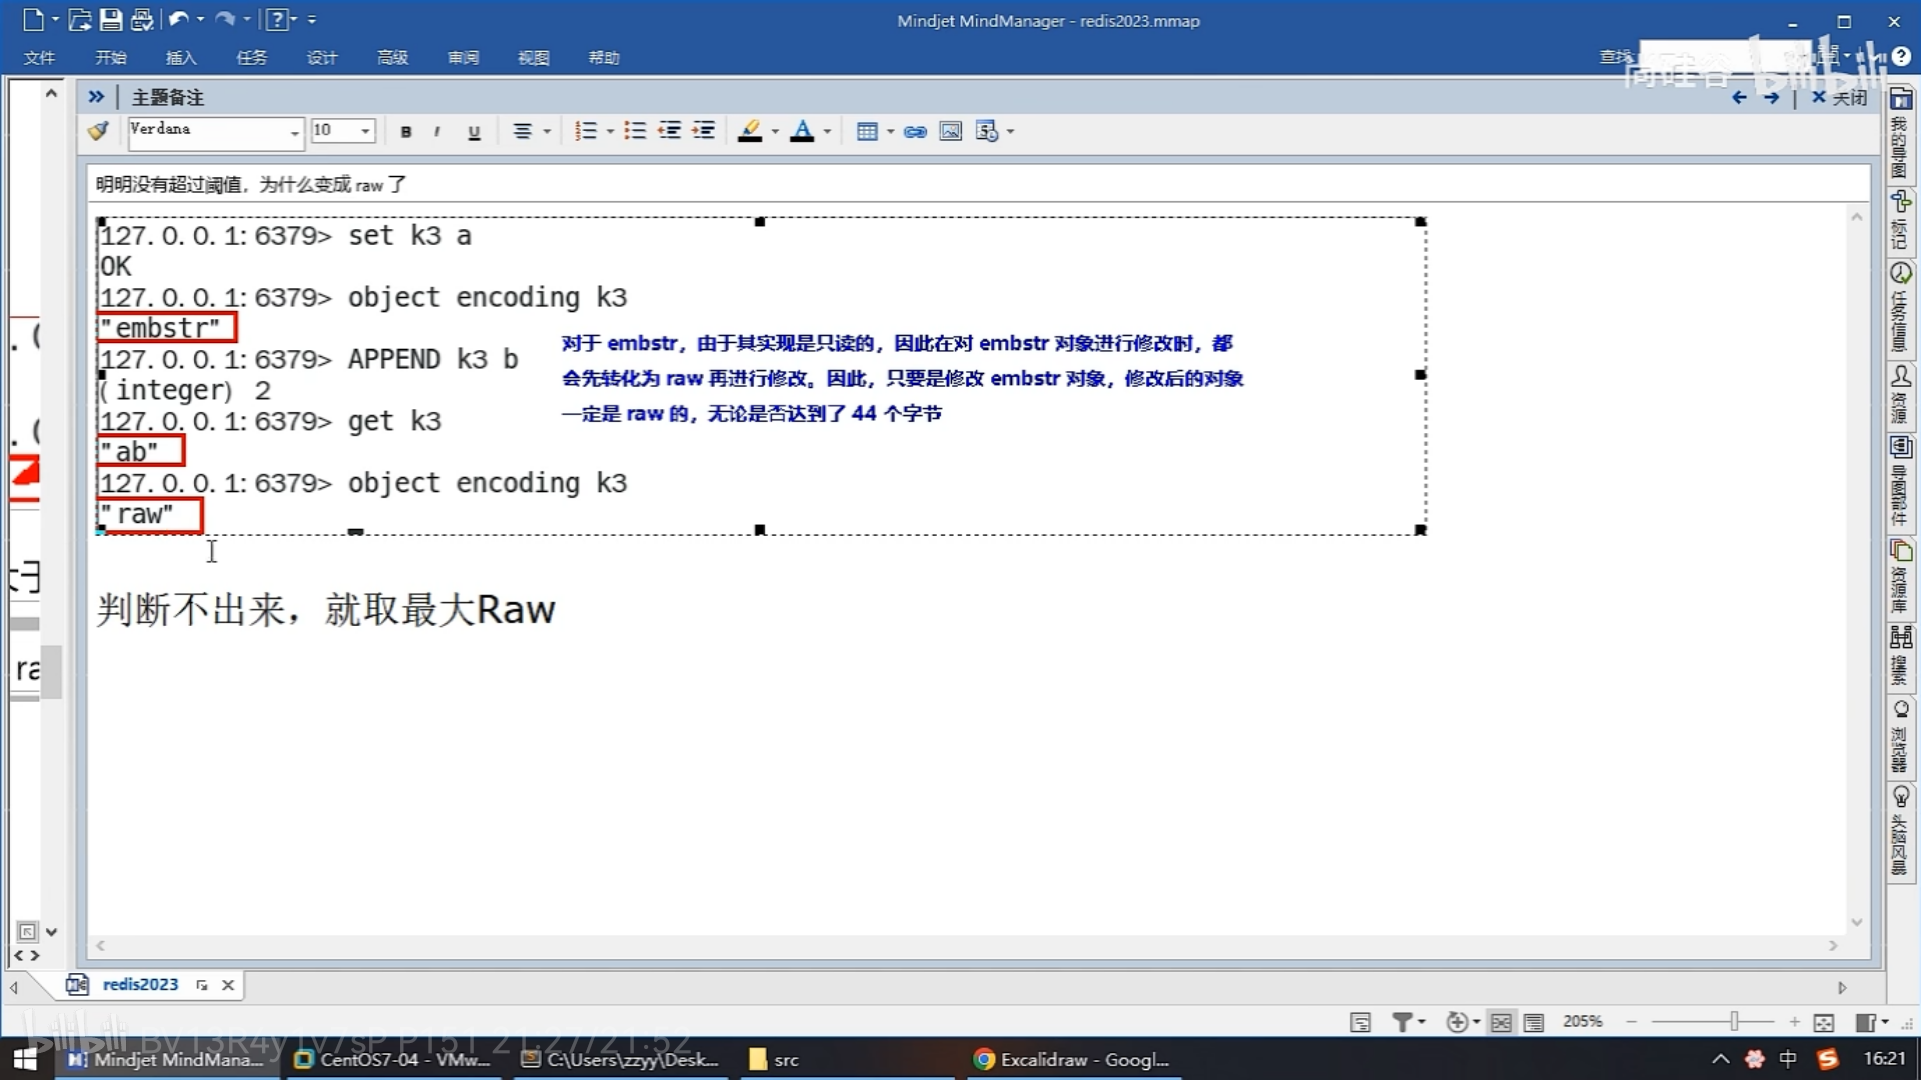 Mindjet MindManager - redis2023.mmap
文件 开始 插入 任务 设计 高级 审阅 视图 帮助
查找
尚硅谷 bilibili
主题备注
关闭
Verdana 10 B I U
明明没有超过阈值，为什么变成 raw 了
127.0.0.1:6379> set k3 a
OK
127.0.0.1:6379> object encoding k3
"embstr"
127.0.0.1:6379> APPEND k3 b
(integer) 2
127.0.0.1:6379> get k3
"ab"
127.0.0.1:6379> object encoding k3
"raw"
对于 embstr，由于其实现是只读的，因此在对 embstr 对象进行修改时，都
会先转化为 raw 再进行修改。因此，只要是修改 embstr 对象，修改后的对象
一定是 raw 的，无论是否达到了 44 个字节
判断不出来，就取最大Raw
ra
我的导图
标记
任务信息
资源
导图部件
资源库
搜索
浏览器
头脑风暴
redis2023
205%
bilibili BV13R4y1v7sP P151 21:27/21:52
Mindjet MindMana... CentOS7-04 - VMw... C:\Users\zzyy\Desk... src Excalidraw - Googl... 中 16:21